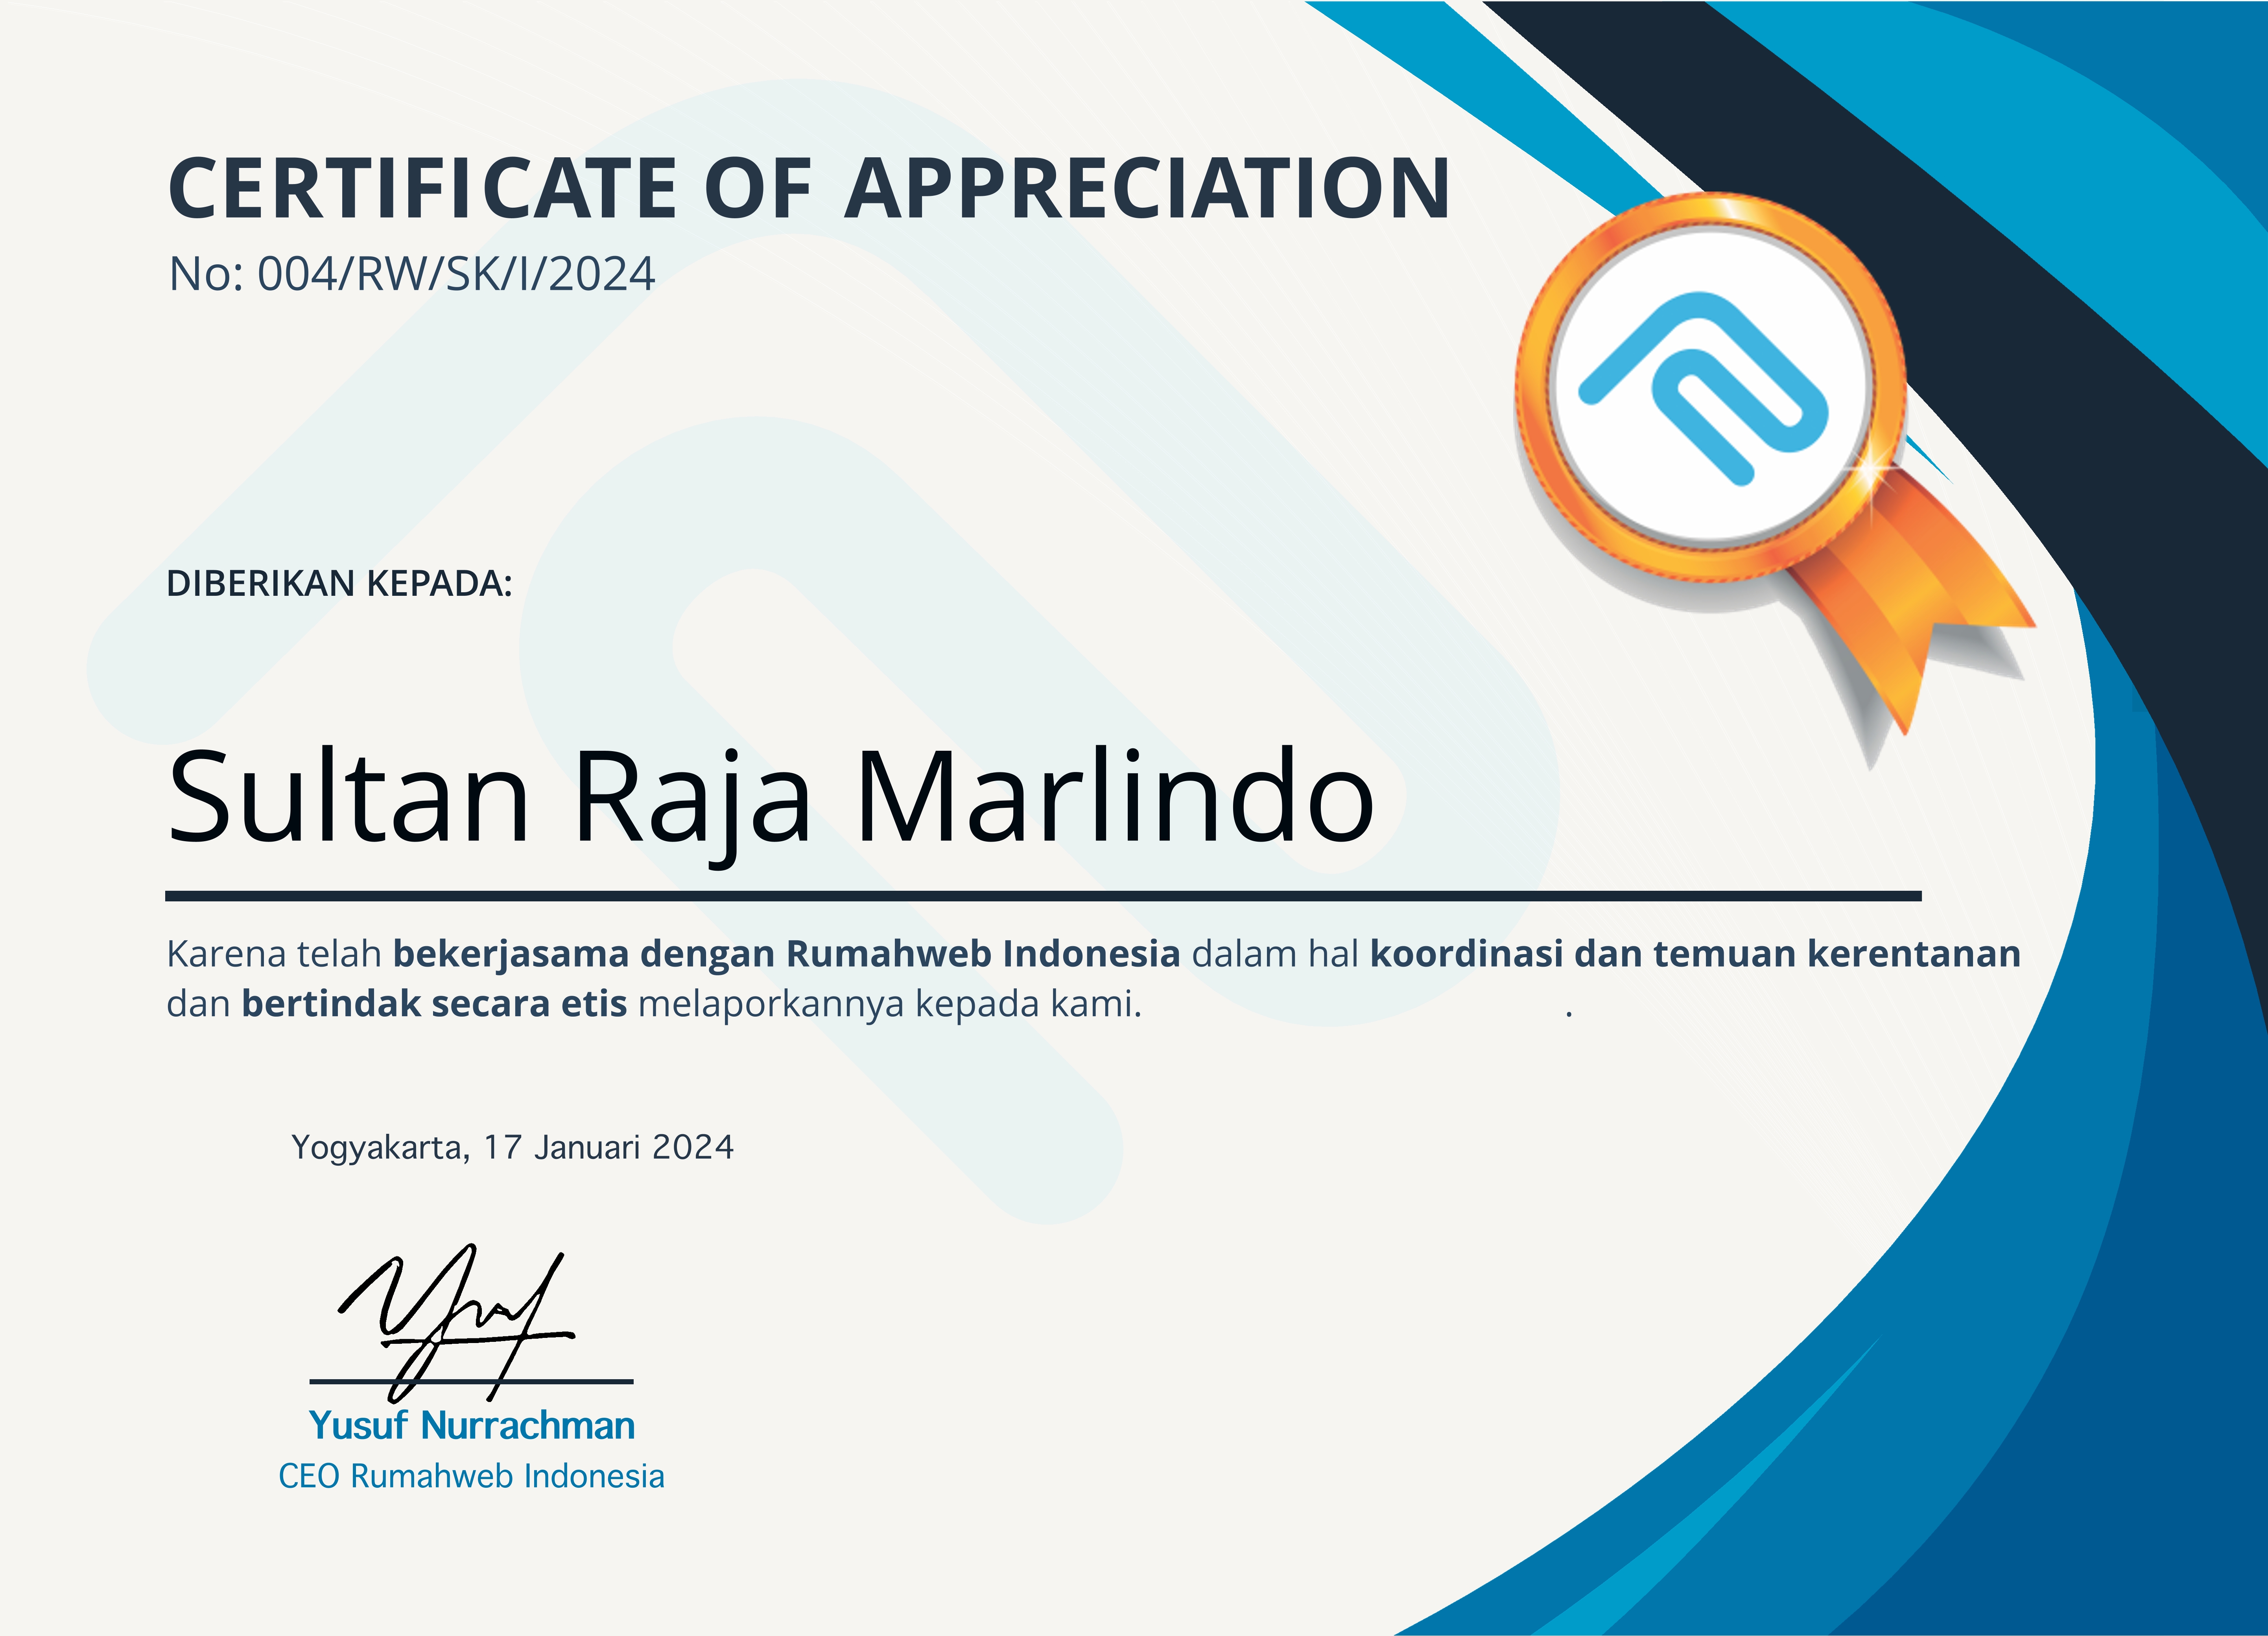 CERTIFICATE OF APPRECIATION
No: 004/RW/SK/I/2024
DIBERIKAN KEPADA:
Sultan Raja Marlindo
Karena telah bekerjasama dengan Rumahweb Indonesia dalam hal koordinasi dan temuan kerentanan
dan bertindak secara etis melaporkannya kepada kami. .
Yogyakarta, 17 Januari 2024
Yusuf Nurrachman
CEO Rumahweb Indonesia